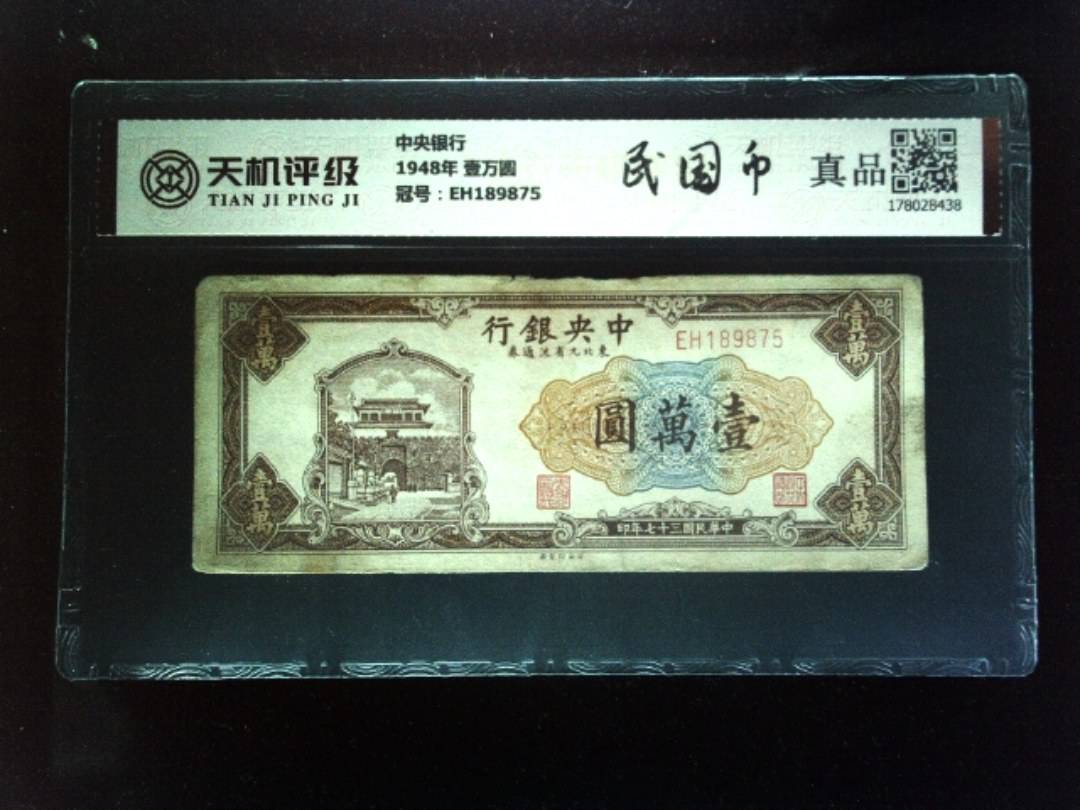 天机评级
TIAN JI PING JI
中央银行
1948年 壹万圆
冠号：EH189875
民国币
真品
178028438
行銀央中
券通流省九北東
EH189875
壹萬
壹萬
圓萬壹
壹萬
壹萬
印年七十三國民華中